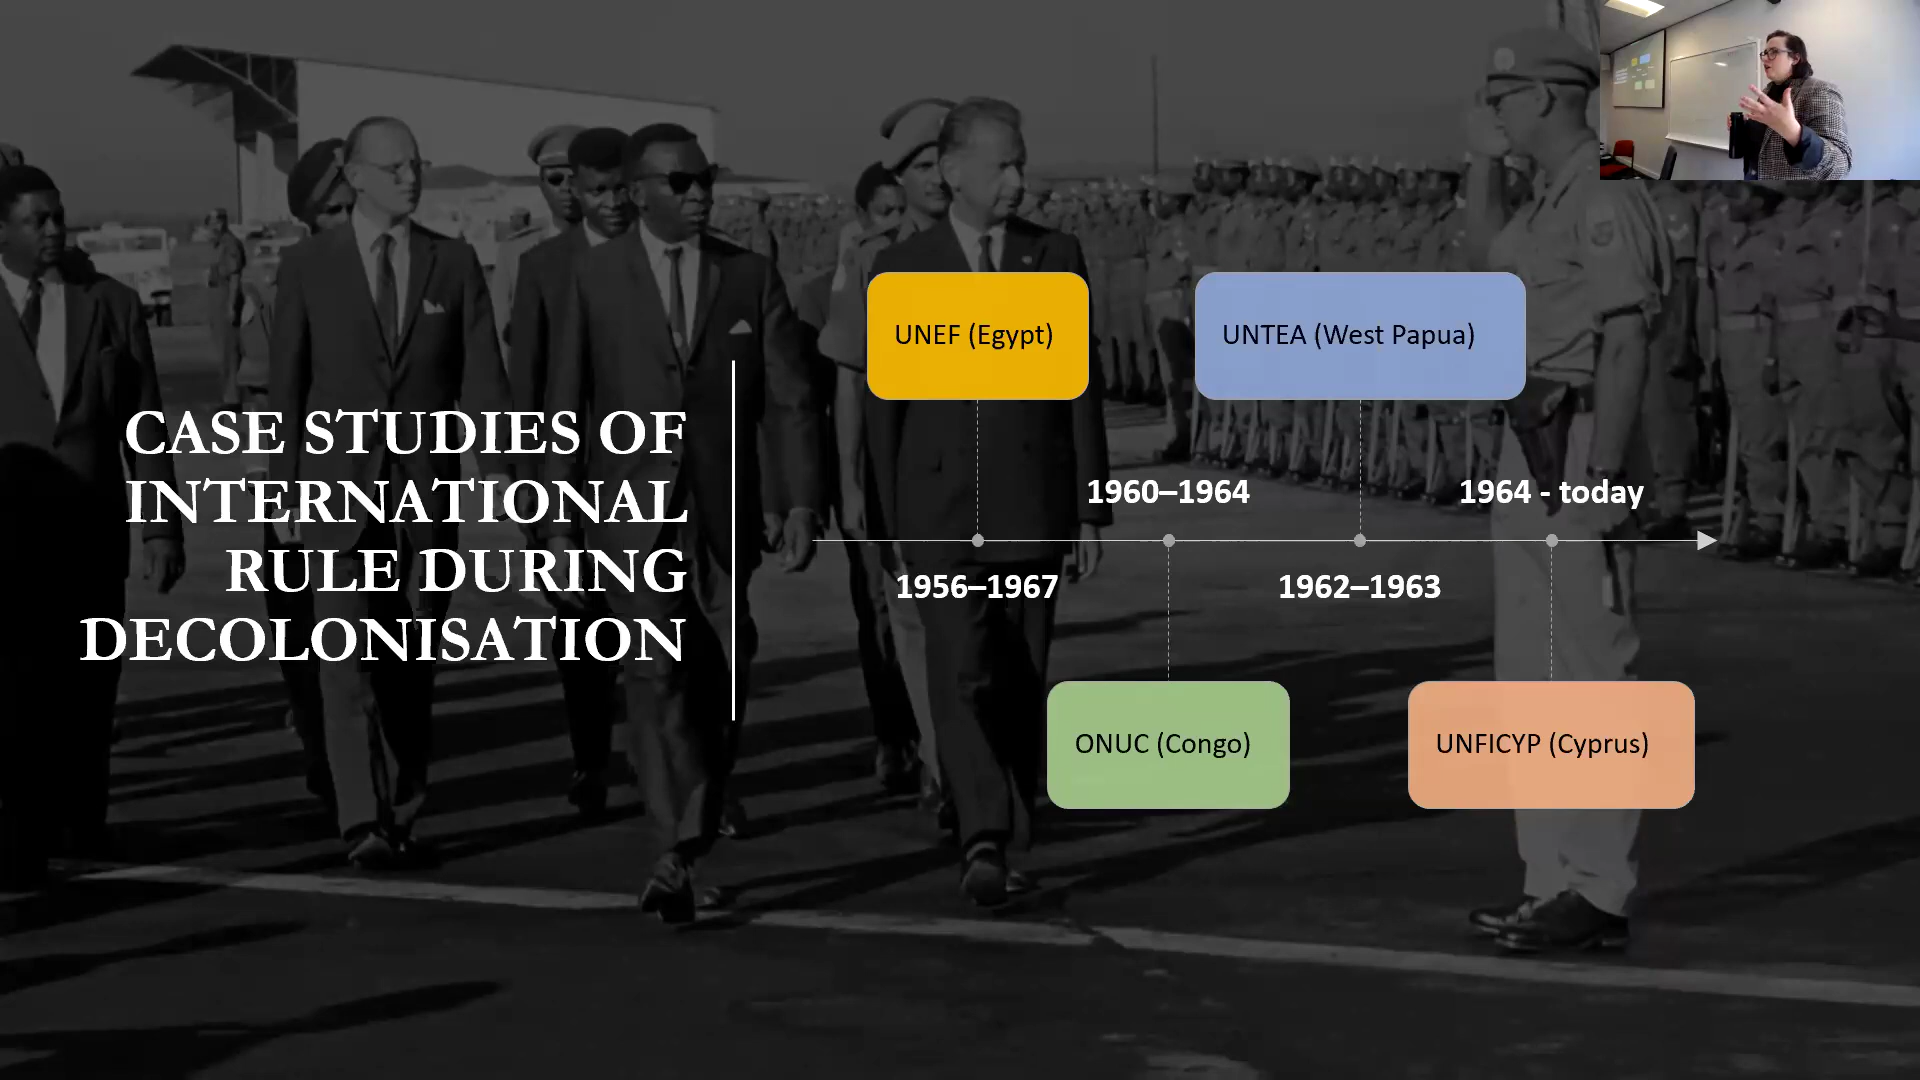 CASE STUDIES OF
INTERNATIONAL
RULE DURING
DECOLONISATION
UNEF (Egypt)
UNTEA (West Papua)
1960–1964
1964 - today
1956–1967
1962–1963
ONUC (Congo)
UNFICYP (Cyprus)